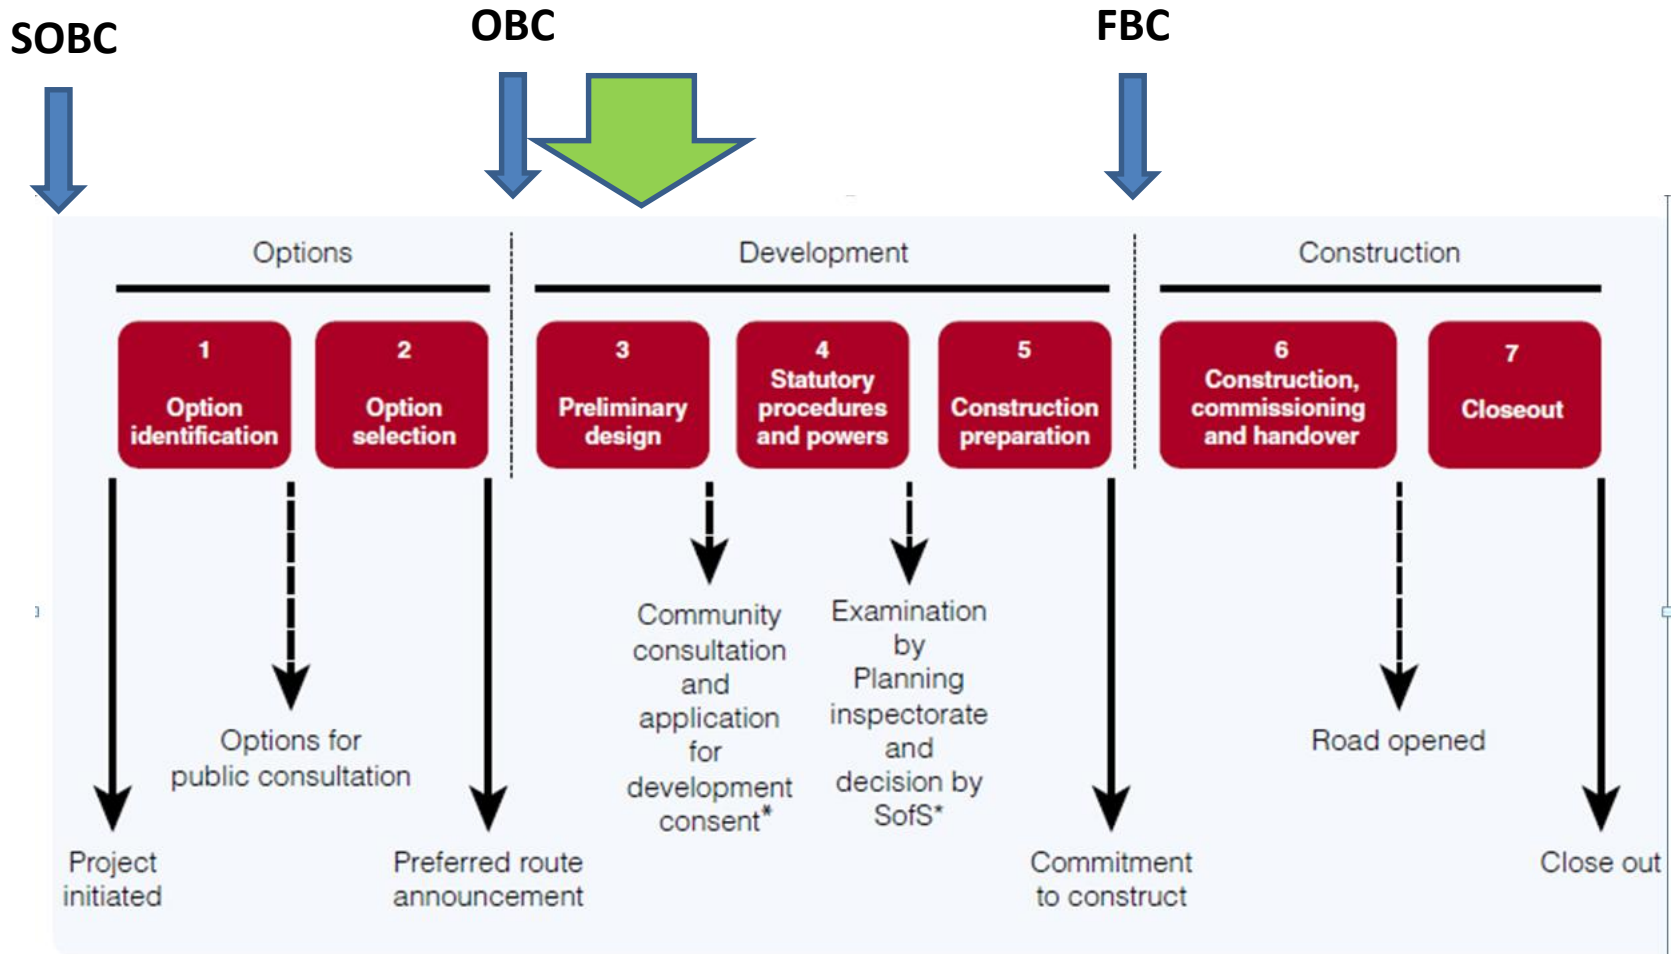 SOBC
OBC
FBC
Options
Development
Construction
1
Option
identification
2
Option
selection
3
Preliminary
design
4
Statutory
procedures
and powers
5
Construction
preparation
6
Construction,
commissioning
and handover
7
Closeout
Project
initiated
Options for
public consultation
Preferred route
announcement
Community
consultation
and
application
for
development
consent*
Examination
by
Planning
inspectorate
and
decision by
SofS*
Commitment
to construct
Road opened
Close out